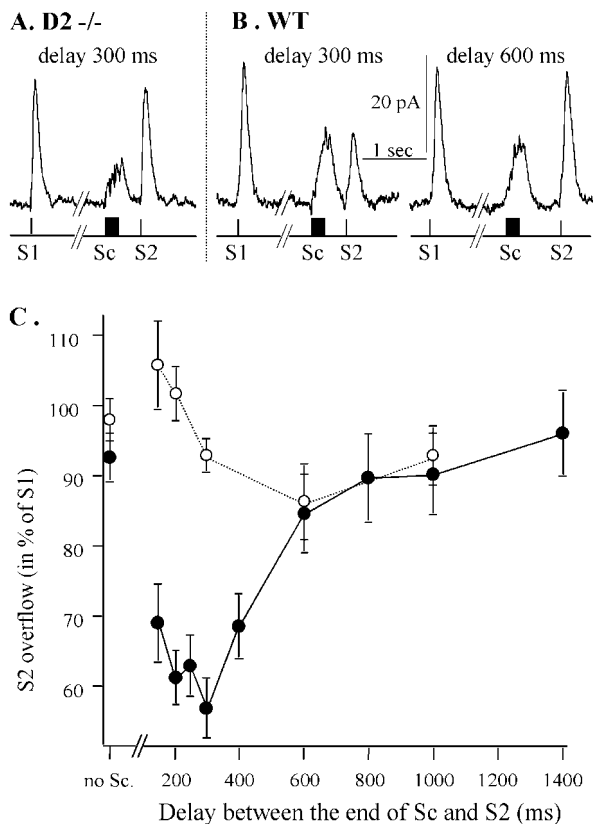 A. D2 -/-
B . WT
delay 300 ms
delay 300 ms
delay 600 ms
20 pA
1 sec
S1 Sc S2
S1 Sc S2
S1 Sc S2
C .
110
100
90
80
70
60
S2 overflow (in % of S1)
no Sc. 200 400 600 800 1000 1200 1400
Delay between the end of Sc and S2 (ms)